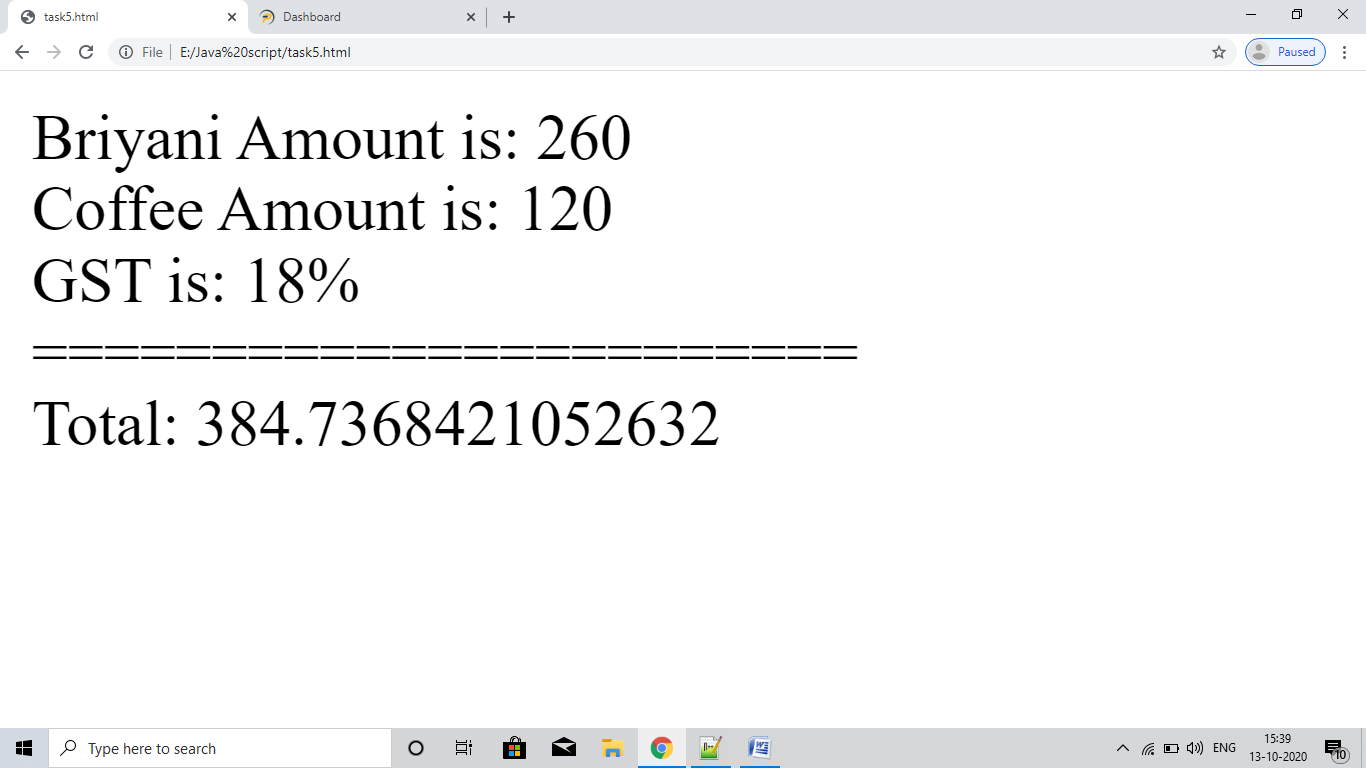 task5.html
Dashboard
File E:/Java%20script/task5.html
Paused
Briyani Amount is: 260
Coffee Amount is: 120
GST is: 18%
=======================
Total: 384.7368421052632
Type here to search
ENG
15:39
13-10-2020
10